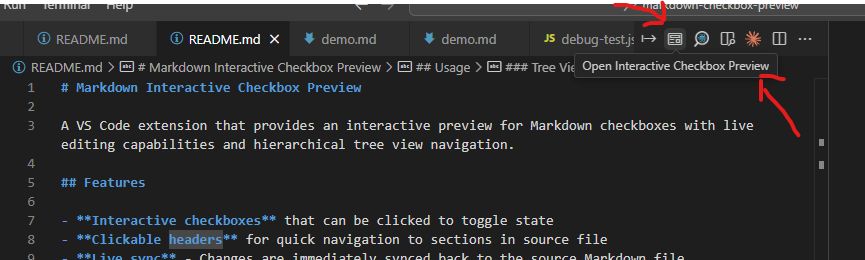 Run Terminal Help
markdown-checkbox-preview
README.md README.md demo.md demo.md JS debug-test.js
README.md > # Markdown Interactive Checkbox Preview > ## Usage > ### Tree Vie
Open Interactive Checkbox Preview
1 # Markdown Interactive Checkbox Preview
2
3 A VS Code extension that provides an interactive preview for Markdown checkboxes with live
editing capabilities and hierarchical tree view navigation.
4
5 ## Features
6
7 - **Interactive checkboxes** that can be clicked to toggle state
8 - **Clickable headers** for quick navigation to sections in source file
9 - **Live sync** - Changes are immediately synced back to the source Markdown file